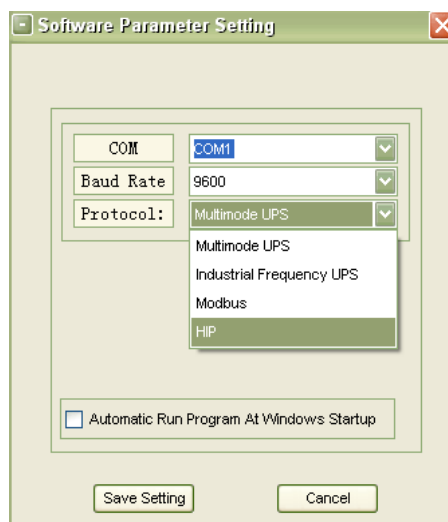 Software Parameter Setting
COM
COM1
Baud Rate
9600
Protocol:
Multimode UPS
Multimode UPS
Industrial Frequency UPS
Modbus
HIP
Automatic Run Program At Windows Startup
Save Setting
Cancel